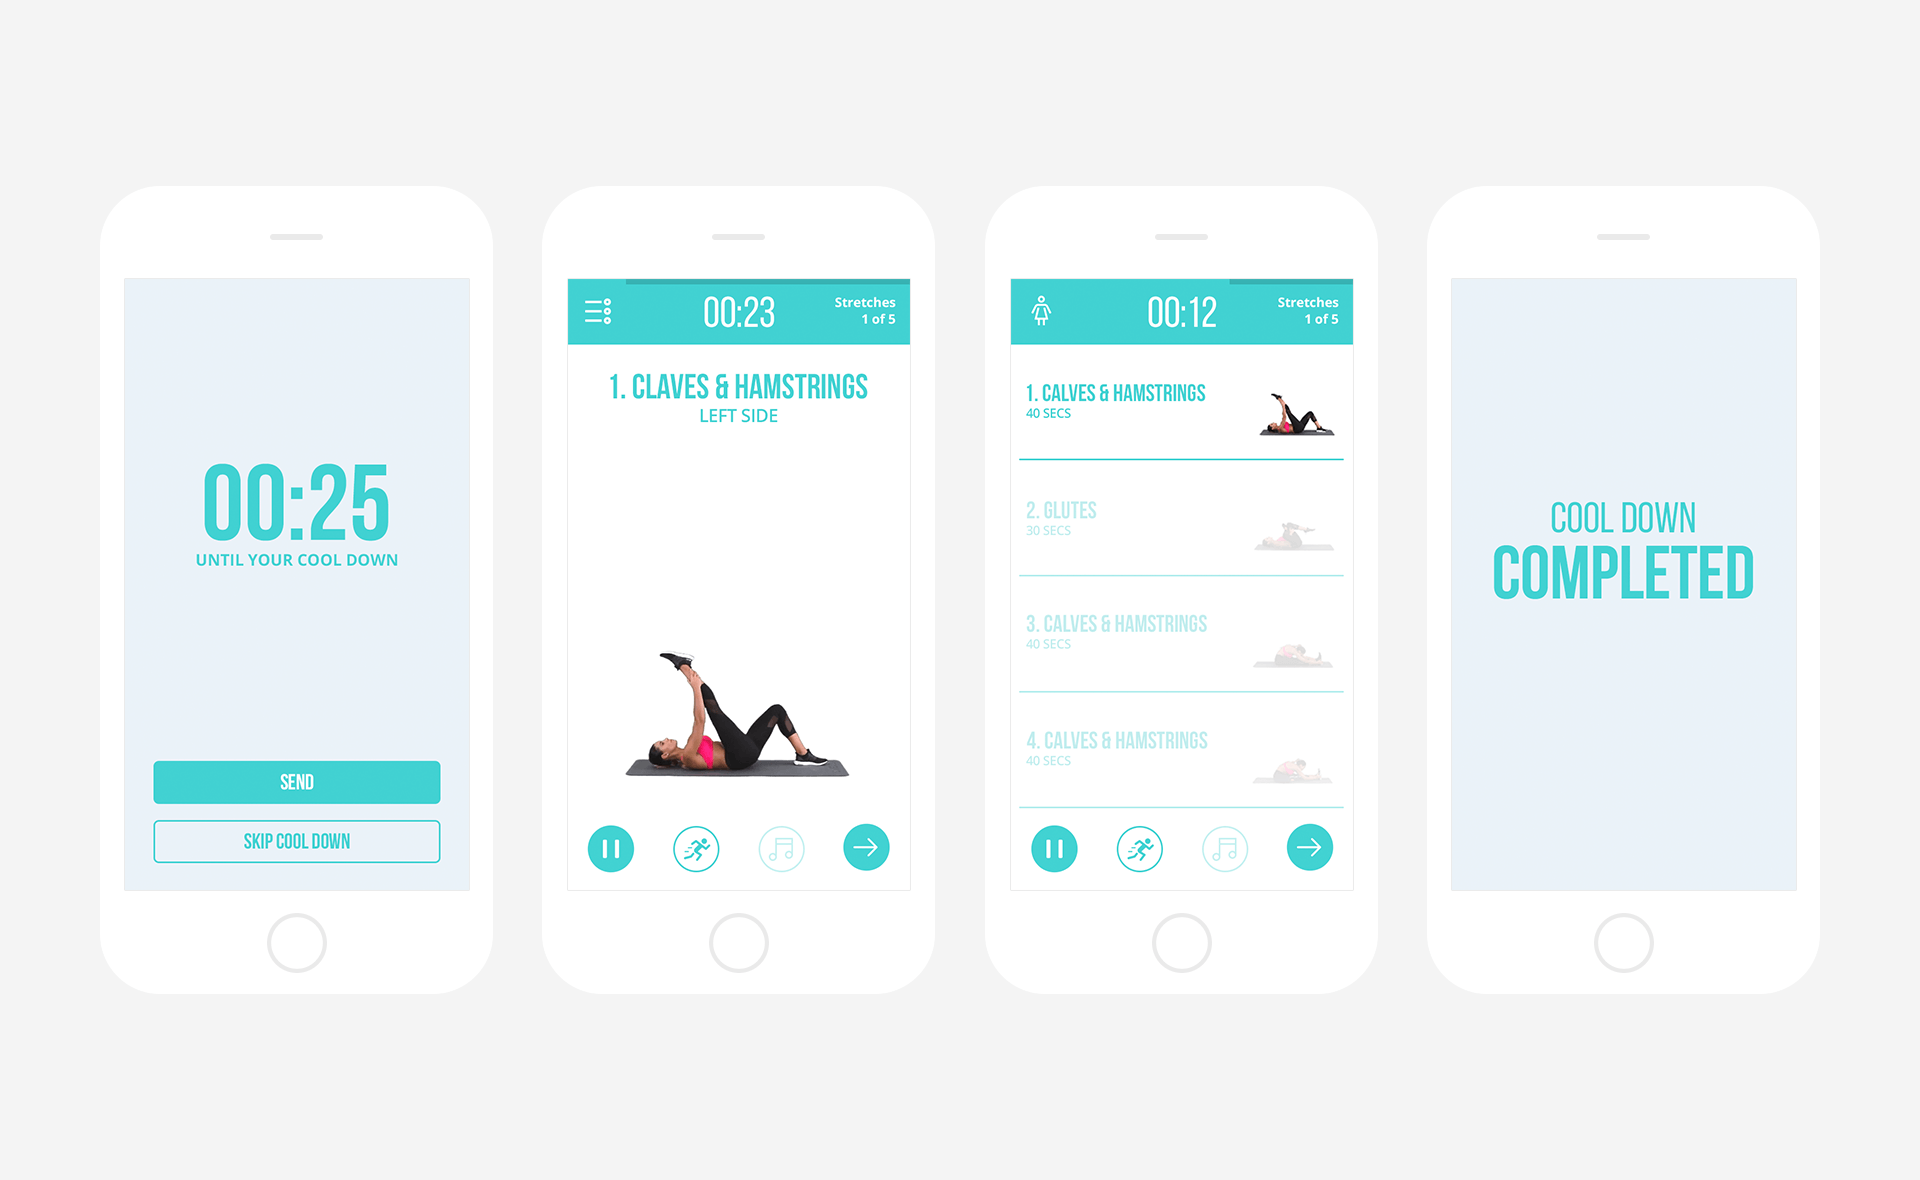 00:25
UNTIL YOUR COOL DOWN
SEND
SKIP COOL DOWN
00:23
Stretches
1 of 5
1. CLAVES & HAMSTRINGS
LEFT SIDE
00:12
Stretches
1 of 5
1. CALVES & HAMSTRINGS
40 SECS
2. GLUTES
30 SECS
3. CALVES & HAMSTRINGS
40 SECS
4. CALVES & HAMSTRINGS
40 SECS
COOL DOWN
COMPLETED